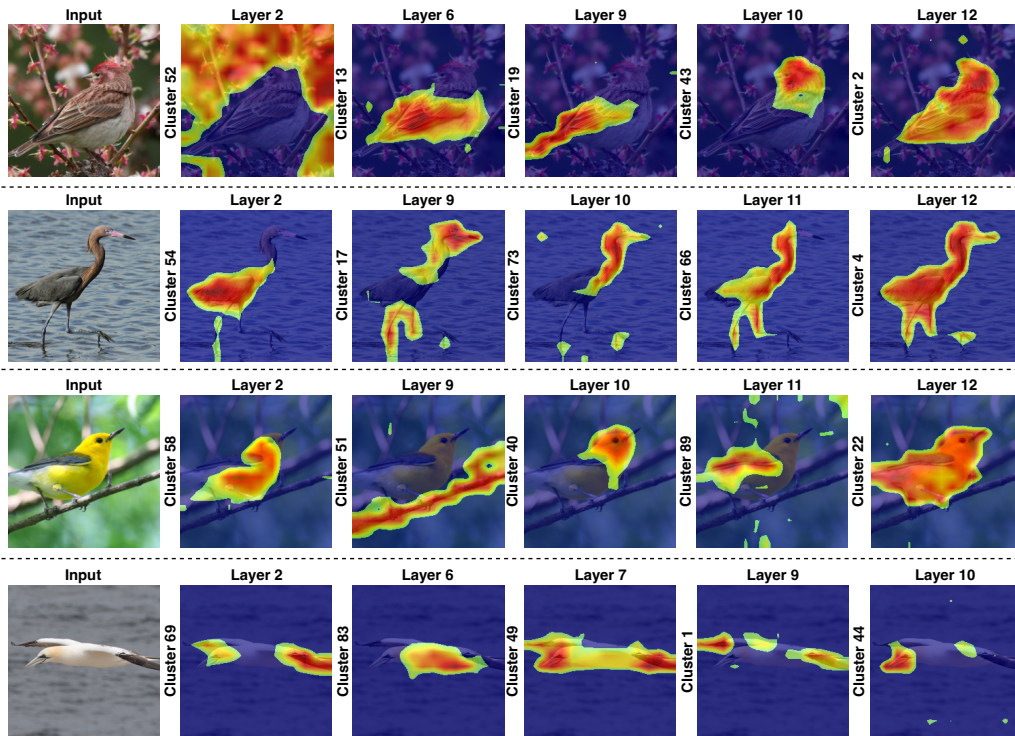 Input Layer 2 Layer 6 Layer 9 Layer 10 Layer 12
Cluster 52 Cluster 13 Cluster 19 Cluster 43 Cluster 2
Input Layer 2 Layer 9 Layer 10 Layer 11 Layer 12
Cluster 54 Cluster 17 Cluster 73 Cluster 66 Cluster 4
Input Layer 2 Layer 9 Layer 10 Layer 11 Layer 12
Cluster 58 Cluster 51 Cluster 40 Cluster 89 Cluster 22
Input Layer 2 Layer 6 Layer 7 Layer 9 Layer 10
Cluster 69 Cluster 83 Cluster 49 Cluster 1 Cluster 44